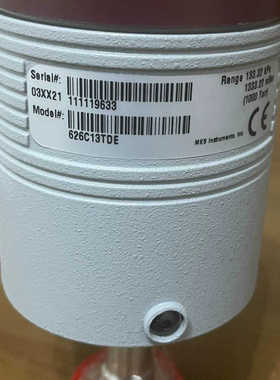 Serial#:
03XX21 111119633
Model#:
626C13TDE
Range 133.32 kPa
1333.22 mBar
(1000 Torr)
MKS Instruments, Inc.
CE